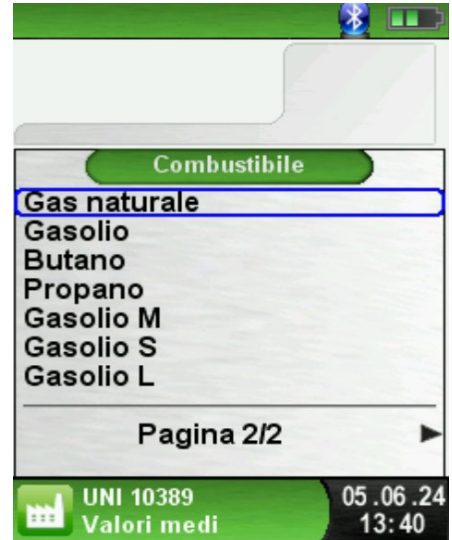 Combustibile
Gas naturale
Gasolio
Butano
Propano
Gasolio M
Gasolio S
Gasolio L
Pagina 2/2
UNI 10389
Valori medi
05.06.24
13:40